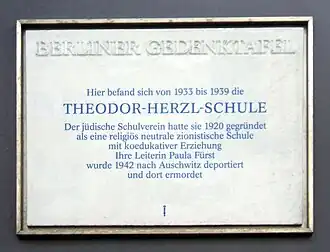 BERLINER GEDENKTAFEL
Hier befand sich von 1933 bis 1939 die
THEODOR-HERZL-SCHULE
Der jüdische Schulverein hatte sie 1920 gegründet
als eine religiös neutrale zionistische Schule
mit koedukativer Erziehung
Ihre Leiterin Paula Fürst
wurde 1942 nach Auschwitz deportiert
und dort ermordet